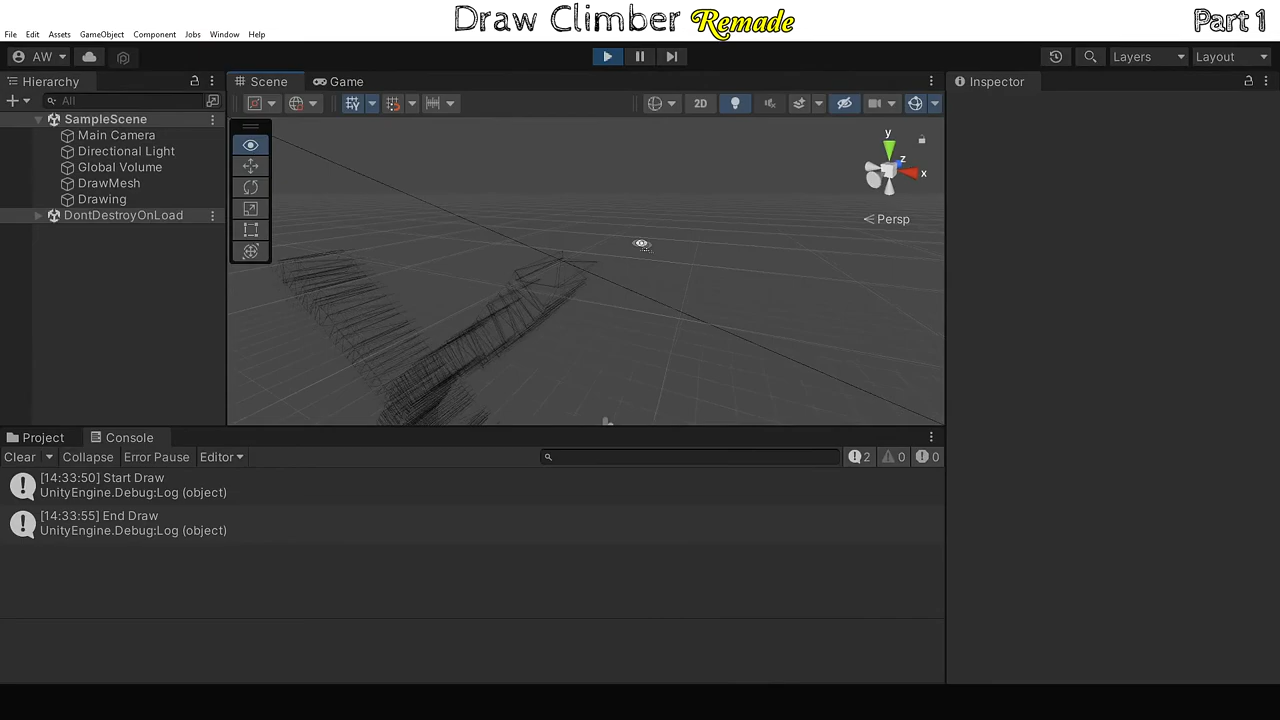 Draw Climber Remade
Part 1
File Edit Assets GameObject Component Jobs Window Help
AW
Layers
Layout
Hierarchy
Scene
Game
Inspector
All
2D
SampleScene
Main Camera
Directional Light
Global Volume
DrawMesh
Drawing
DontDestroyOnLoad
y
z
x
Persp
Project
Console
Clear
Collapse
Error Pause
Editor
2
0
0
[14:33:50] Start Draw
UnityEngine.Debug:Log (object)
[14:33:55] End Draw
UnityEngine.Debug:Log (object)